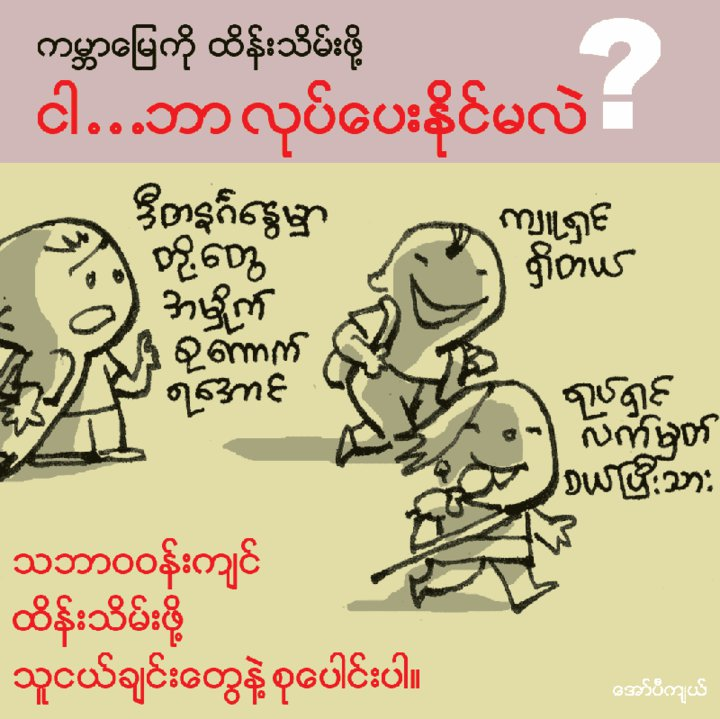 ကမ္ဘာမြေကို ထိန်းသိမ်းဖို့
ငါ...ဘာ လုပ်ပေးနိုင်မလဲ ?
ဒီတနင်္ဂနွေမှာ
တို့တွေ
အမှိုက်
စုကောက်
ရအောင်
ကျူရှင်
ရှိတယ်
ရုပ်ရှင်
လက်မှတ်
ဝယ်ပြီးသား
သဘာဝဝန်းကျင်
ထိန်းသိမ်းဖို့
သူငယ်ချင်းတွေနဲ့ စုပေါင်းပါ။
အော်ပီကျယ်